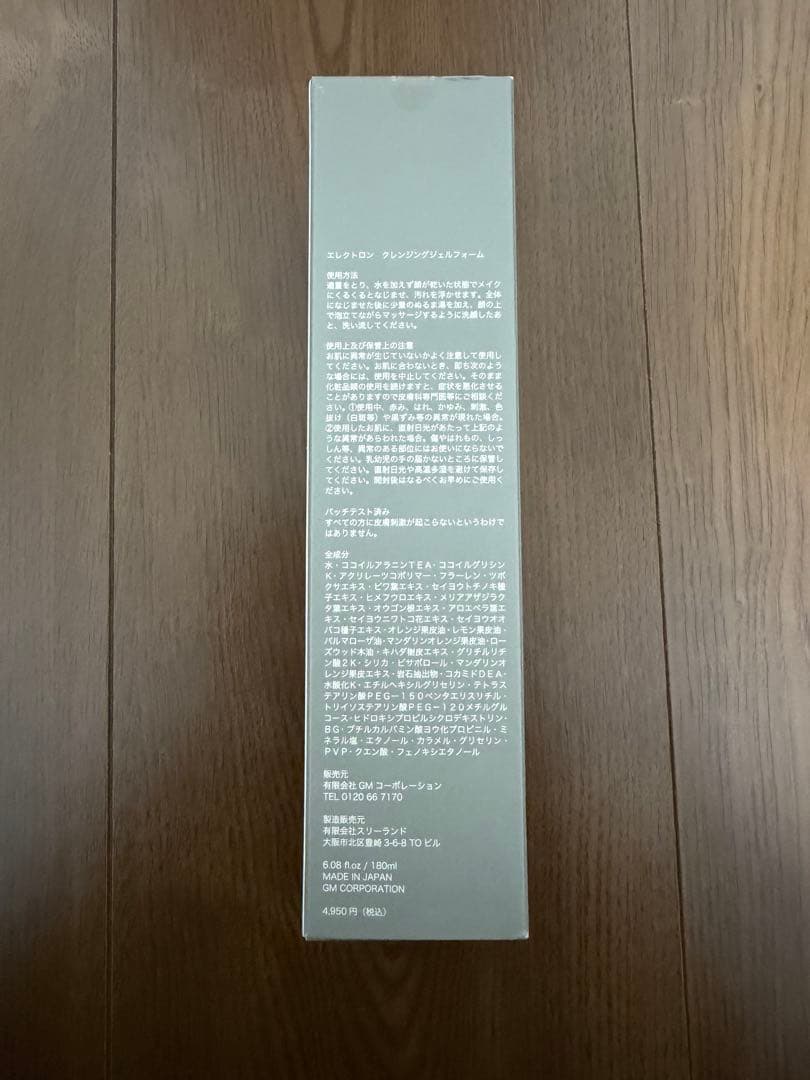 エレクトロン　クレンジングジェルフォーム
使用方法
適量をとり、水を加えず顔が乾いた状態でメイク
にくるくるとなじませ、汚れを浮かせます。全体
になじませた後に少量のぬるま湯を加え、顔の上
で泡立てながらマッサージするように洗顔したあ
と、洗い流してください。
使用上及び保管上の注意
お肌に異常が生じていないかよく注意して使用し
てください。お肌に合わないとき、即ち次のよう
な場合には、使用を中止してください。そのまま
化粧品類の使用を続けますと、症状を悪化させる
ことがありますので皮膚科専門医等にご相談くださ
い。①使用中、赤み、はれ、かゆみ、刺激、色
抜け（白斑等）や黒ずみ等の異常が現れた場合。
②使用したお肌に、直射日光があたって上記のよ
うな異常があらわれた場合。傷やはれもの、しっ
しん等、異常のある部位にはお使いにならないで
ください。乳幼児の手の届かないところに保管し
てください。直射日光や高温多湿を避けて保存し
てください。開封後はなるべくお早めにご使用く
ださい。
パッチテスト済み
すべての方に皮膚刺激が起こらないというわけで
はありません。
全成分
水・ココイルアラニンTEA・ココイルグリシン
K・アクリレーツコポリマー・フラーレン・ツボ
クサエキス・ビワ葉エキス・セイヨウトチノキ種
子エキス・ヒメフウロエキス・メリアアザジラク
タ葉エキス・オウゴン根エキス・アロエベラ葉エ
キス・セイヨウニワトコ花エキス・セイヨウオオ
バコ種子エキス・オレンジ果皮油・レモン果皮油・
パルマローザ油・マンダリンオレンジ果皮油・ロー
ズウッド木油・キハダ樹皮エキス・グリチルリチ
ン酸2K・シリカ・ビサボロール・マンダリンオ
レンジ果皮エキス・岩石抽出物・コカミドDEA・
水酸化K・エチルヘキシルグリセリン・テトラス
テアリン酸PEG－150ペンタエリスリチル・
トリイソステアリン酸PEG－120メチルグル
コース・ヒドロキシプロピルシクロデキストリン・
BG・ブチルカルバミン酸ヨウ化プロピニル・ミ
ネラル塩・エタノール・カラメル・グリセリン・
PVP・クエン酸・フェノキシエタノール
販売元
有限会社GMコーポレーション
TEL 0120 66 7170
製造販売元
有限会社スリーランド
大阪市北区豊崎 3-6-8 TO ビル
6.08 fl.oz / 180ml
MADE IN JAPAN
GM CORPORATION
4,950 円（税込）